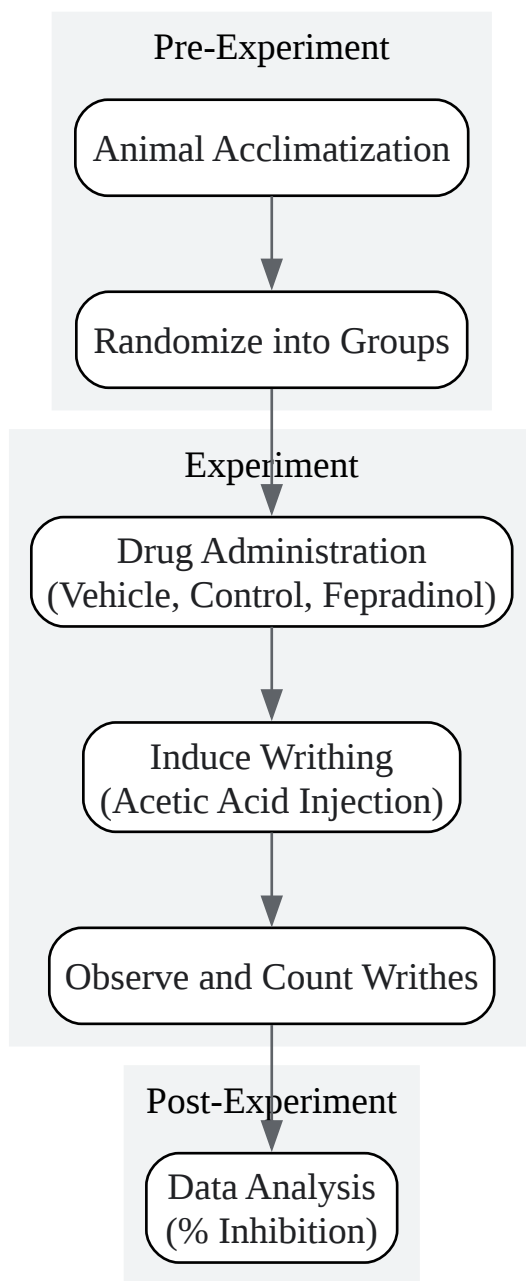 Pre-Experiment
Animal Acclimatization
Randomize into Groups
Experiment
Drug Administration
(Vehicle, Control, Fepradinol)
Induce Writhing
(Acetic Acid Injection)
Observe and Count Writhes
Post-Experiment
Data Analysis
(% Inhibition)